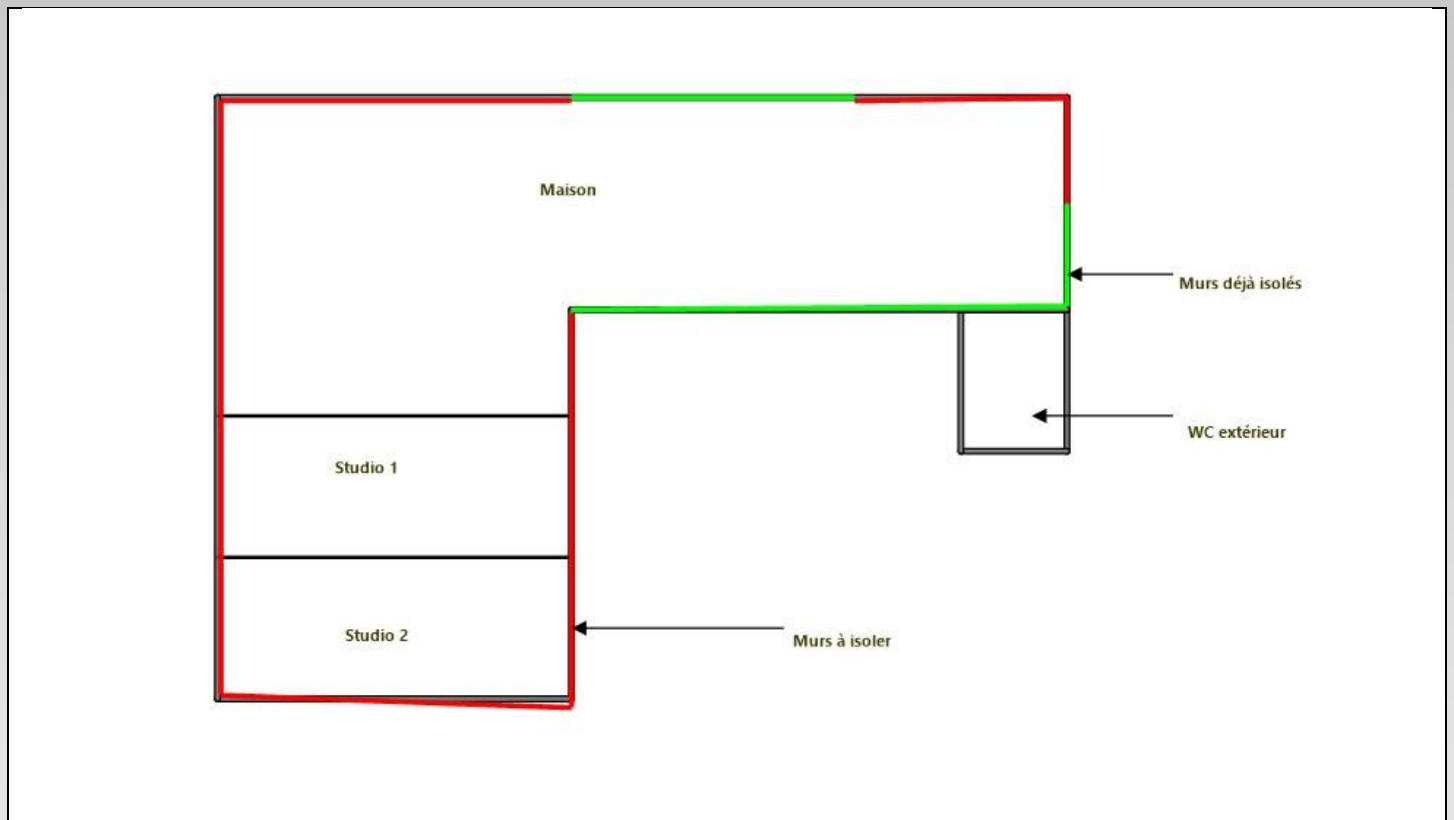 Maison
Murs déjà isolés
WC extérieur
Studio 1
Studio 2
Murs à isoler